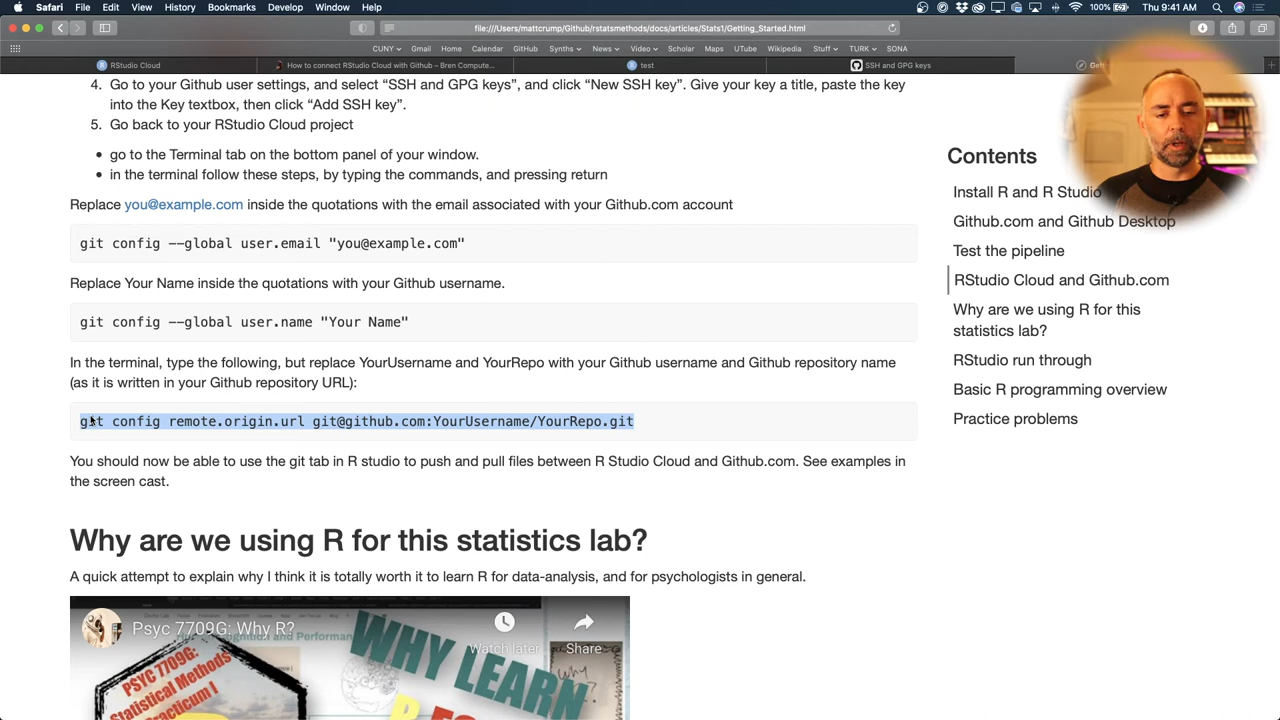 Safari File Edit View History Bookmarks Develop Window Help
100% Thu 9:41 AM
file:///Users/mattcrump/Github/rstatsmethods/docs/articles/Stats1/Getting_Started.html
CUNY Gmail Home Calendar GitHub Synths News Video Scholar Maps UTube Wikipedia Stuff TURK SONA
RStudio Cloud
How to connect RStudio Cloud with Github – Bren Compute...
test
SSH and GPG keys
4. Go to your Github user settings, and select “SSH and GPG keys”, and click “New SSH key”. Give your key a title, paste the key
into the Key textbox, then click “Add SSH key”.
5. Go back to your RStudio Cloud project
• go to the Terminal tab on the bottom panel of your window.
• in the terminal follow these steps, by typing the commands, and pressing return
Replace you@example.com inside the quotations with the email associated with your Github.com account
git config --global user.email "you@example.com"
Replace Your Name inside the quotations with your Github username.
git config --global user.name "Your Name"
In the terminal, type the following, but replace YourUsername and YourRepo with your Github username and Github repository name
(as it is written in your Github repository URL):
git config remote.origin.url git@github.com:YourUsername/YourRepo.git
You should now be able to use the git tab in R studio to push and pull files between R Studio Cloud and Github.com. See examples in
the screen cast.
Why are we using R for this statistics lab?
A quick attempt to explain why I think it is totally worth it to learn R for data-analysis, and for psychologists in general.
Psyc 7709G: Why R?
Watch later
Share
PSYC 7709G:
Statistical Methods
Practicum I
WHY LEARN
R
Contents
Install R and R Studio
Github.com and Github Desktop
Test the pipeline
RStudio Cloud and Github.com
Why are we using R for this
statistics lab?
RStudio run through
Basic R programming overview
Practice problems